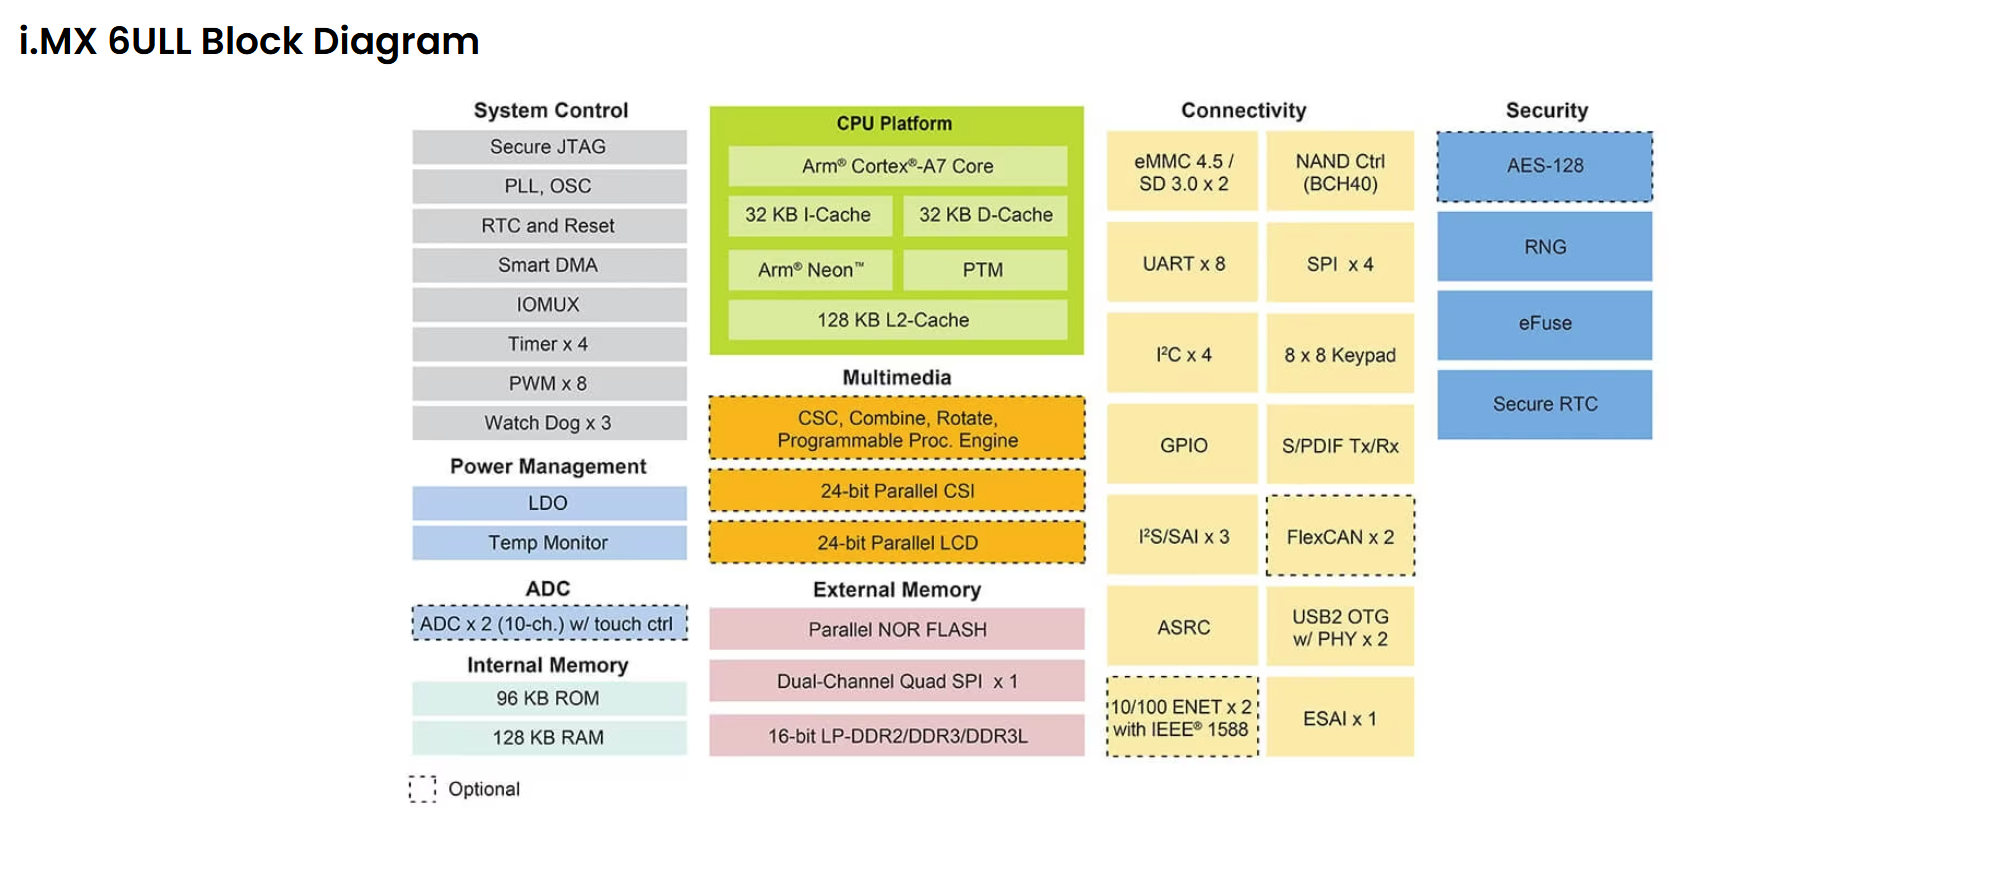 i.MX 6ULL Block Diagram
System Control
Secure JTAG
PLL, OSC
RTC and Reset
Smart DMA
IOMUX
Timer x 4
PWM x 8
Watch Dog x 3
Power Management
LDO
Temp Monitor
ADC
ADC x 2 (10-ch.) w/ touch ctrl
Internal Memory
96 KB ROM
128 KB RAM
Optional
CPU Platform
Arm® Cortex®-A7 Core
32 KB I-Cache
32 KB D-Cache
Arm® Neon™
PTM
128 KB L2-Cache
Multimedia
CSC, Combine, Rotate,
Programmable Proc. Engine
24-bit Parallel CSI
24-bit Parallel LCD
External Memory
Parallel NOR FLASH
Dual-Channel Quad SPI x 1
16-bit LP-DDR2/DDR3/DDR3L
Connectivity
eMMC 4.5 /
SD 3.0 x 2
NAND Ctrl
(BCH40)
UART x 8
SPI x 4
I²C x 4
8 x 8 Keypad
GPIO
S/PDIF Tx/Rx
I²S/SAI x 3
FlexCAN x 2
ASRC
USB2 OTG
w/ PHY x 2
10/100 ENET x 2
with IEEE® 1588
ESAI x 1
Security
AES-128
RNG
eFuse
Secure RTC